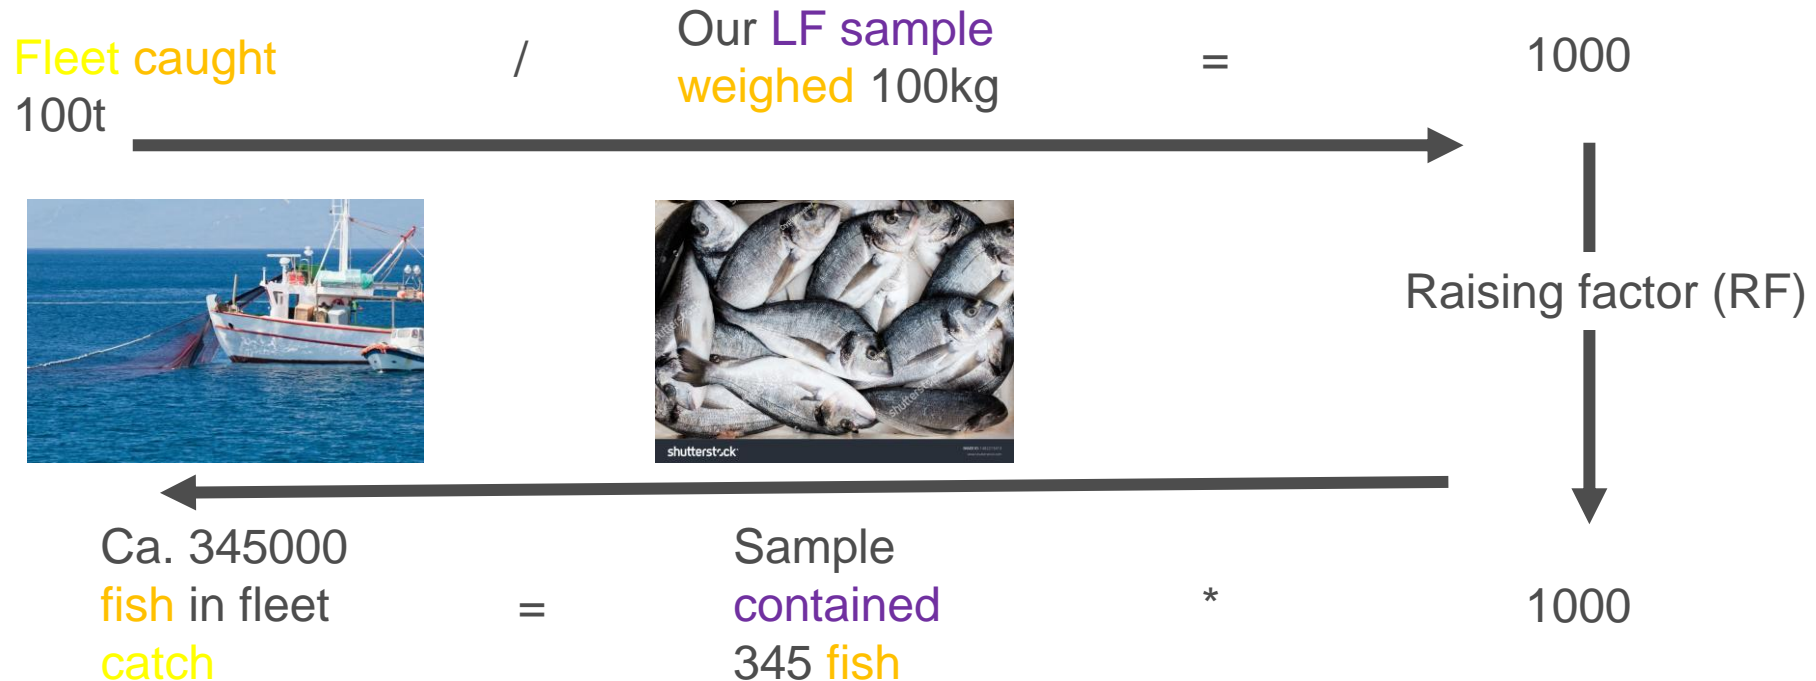 Fleet caught
100t
/
Our LF sample
weighed 100kg
=
1000
Raising factor (RF)
shutterstock
Ca. 345000
fish in fleet
catch
=
Sample
contained
345 fish
*
1000